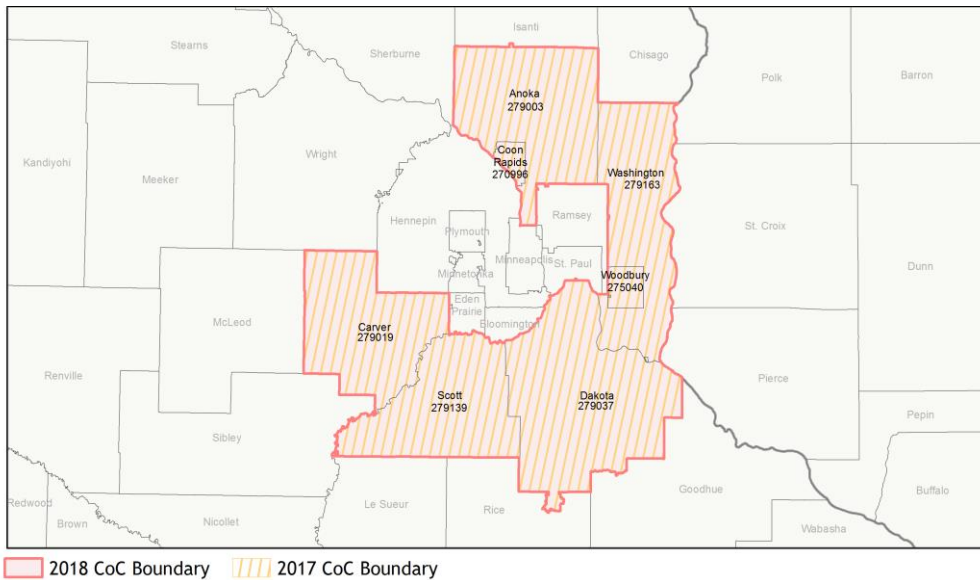 Isanti
Stearns
Sherburne
Chisago
Polk
Barron
Anoka
279003
Coon
Rapids
270996
Wright
Kandiyohi
Meeker
Washington
279163
Hennepin
Plymouth
Ramsey
St. Croix
Minneapolis
St. Paul
Dunn
Minnetonka
Woodbury
275040
Eden
Prairie
Bloomington
McLeod
Carver
279019
Renville
Pierce
Scott
279139
Dakota
279037
Pepin
Sibley
Goodhue
Buffalo
Redwood
Brown
Nicollet
Le Sueur
Rice
Wabasha
2018 CoC Boundary
2017 CoC Boundary